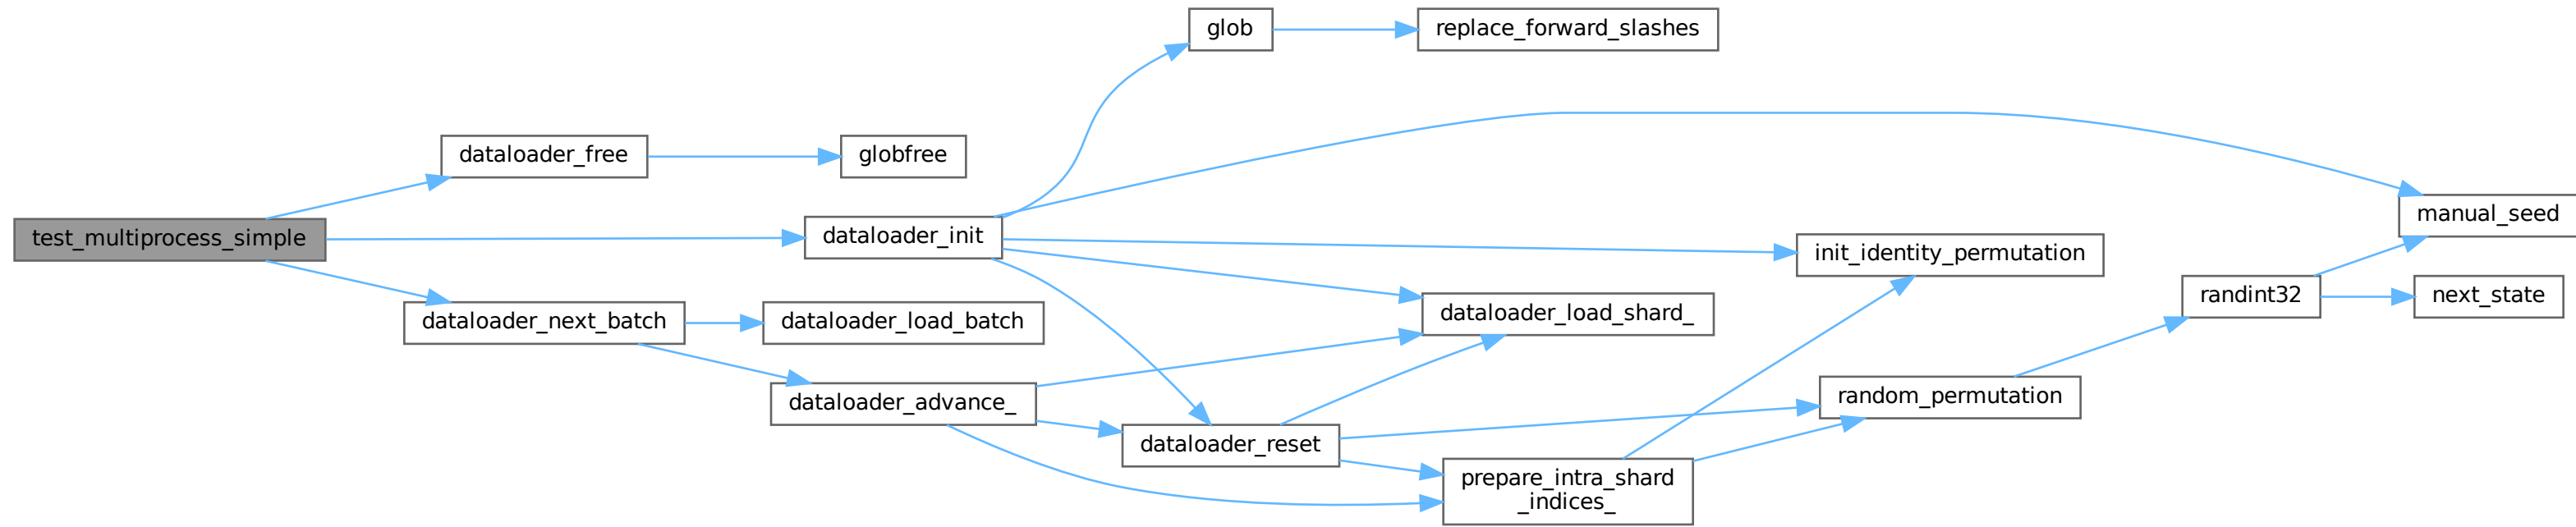 glob
replace_forward_slashes
dataloader_free
globfree
manual_seed
test_multiprocess_simple
dataloader_init
init_identity_permutation
dataloader_next_batch
dataloader_load_batch
dataloader_load_shard_
randint32
next_state
dataloader_advance_
random_permutation
dataloader_reset
prepare_intra_shard
_indices_